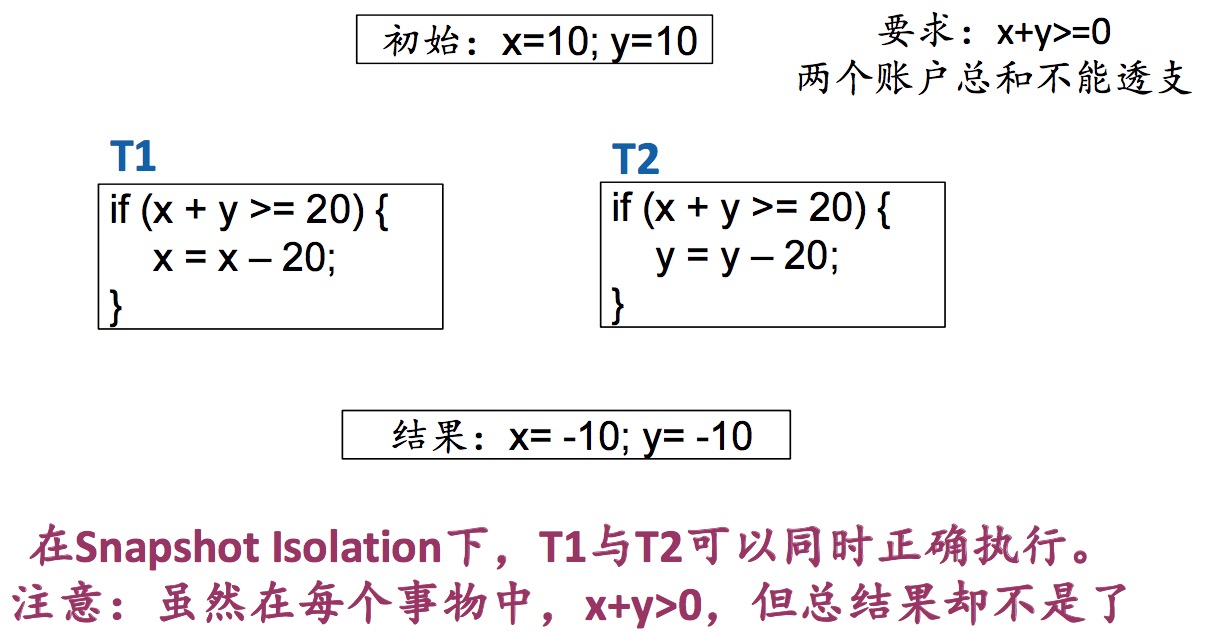 初始：x=10; y=10
要求：x+y>=0
两个账户总和不能透支
T1
if (x + y >= 20) {
x = x – 20;
}
T2
if (x + y >= 20) {
y = y – 20;
}
结果：x= -10; y= -10
在Snapshot Isolation下，T1与T2可以同时正确执行。
注意：虽然在每个事物中，x+y>0，但总结果却不是了